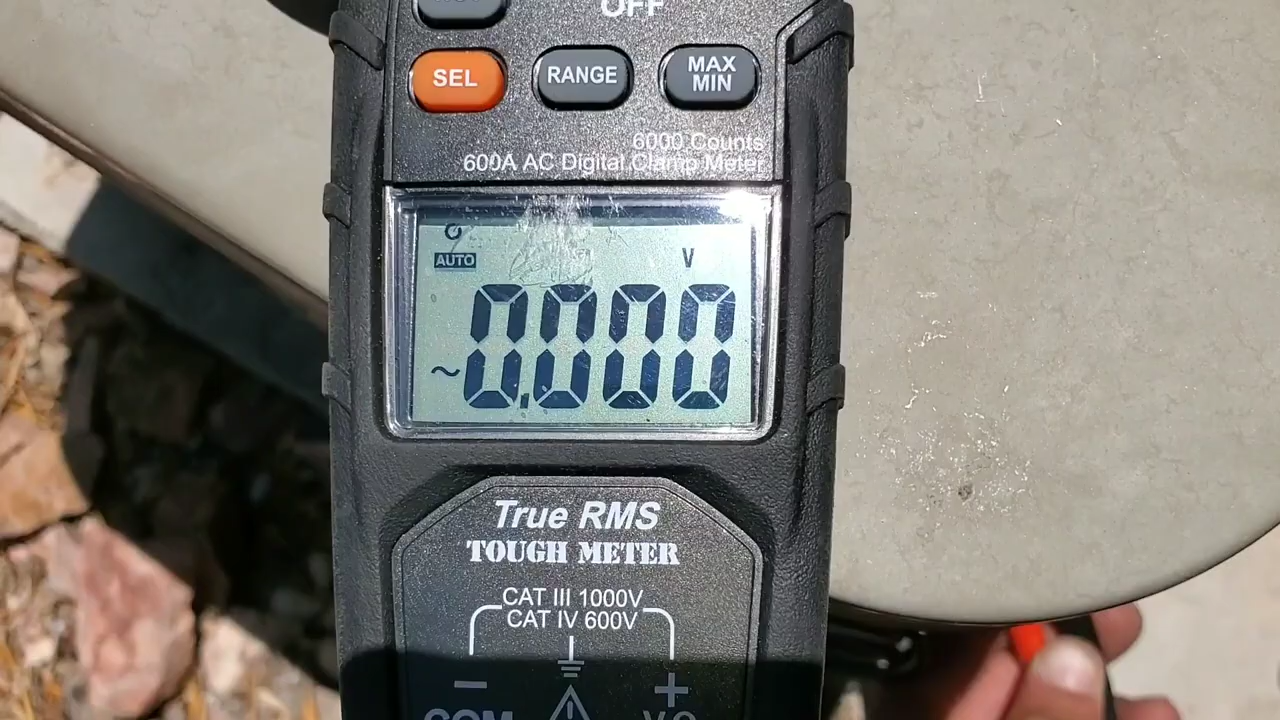 OFF
SEL RANGE MAX MIN
6000 Counts
600A AC Digital Clamp Meter
AUTO V
~0.000
True RMS
TOUGH METER
CAT III 1000V
CAT IV 600V
− +
COM VΩ